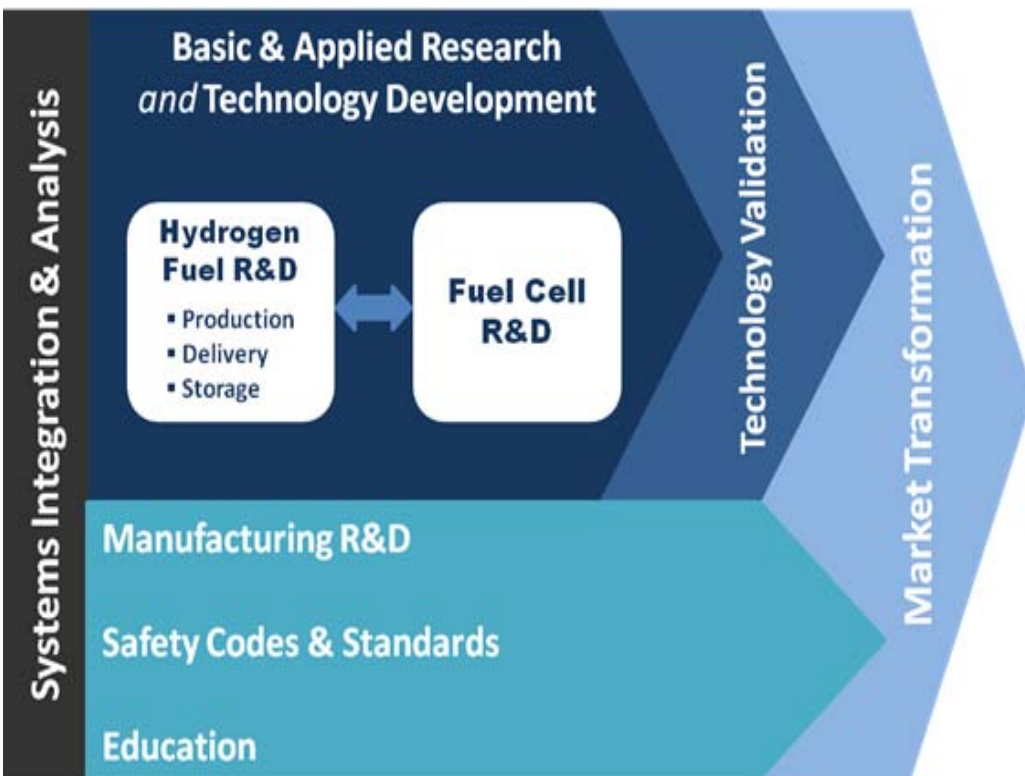 Systems Integration & Analysis
Basic & Applied Research
and Technology Development
Hydrogen
Fuel R&D
▪ Production
▪ Delivery
▪ Storage
Fuel Cell
R&D
Technology Validation
Market Transformation
Manufacturing R&D
Safety Codes & Standards
Education